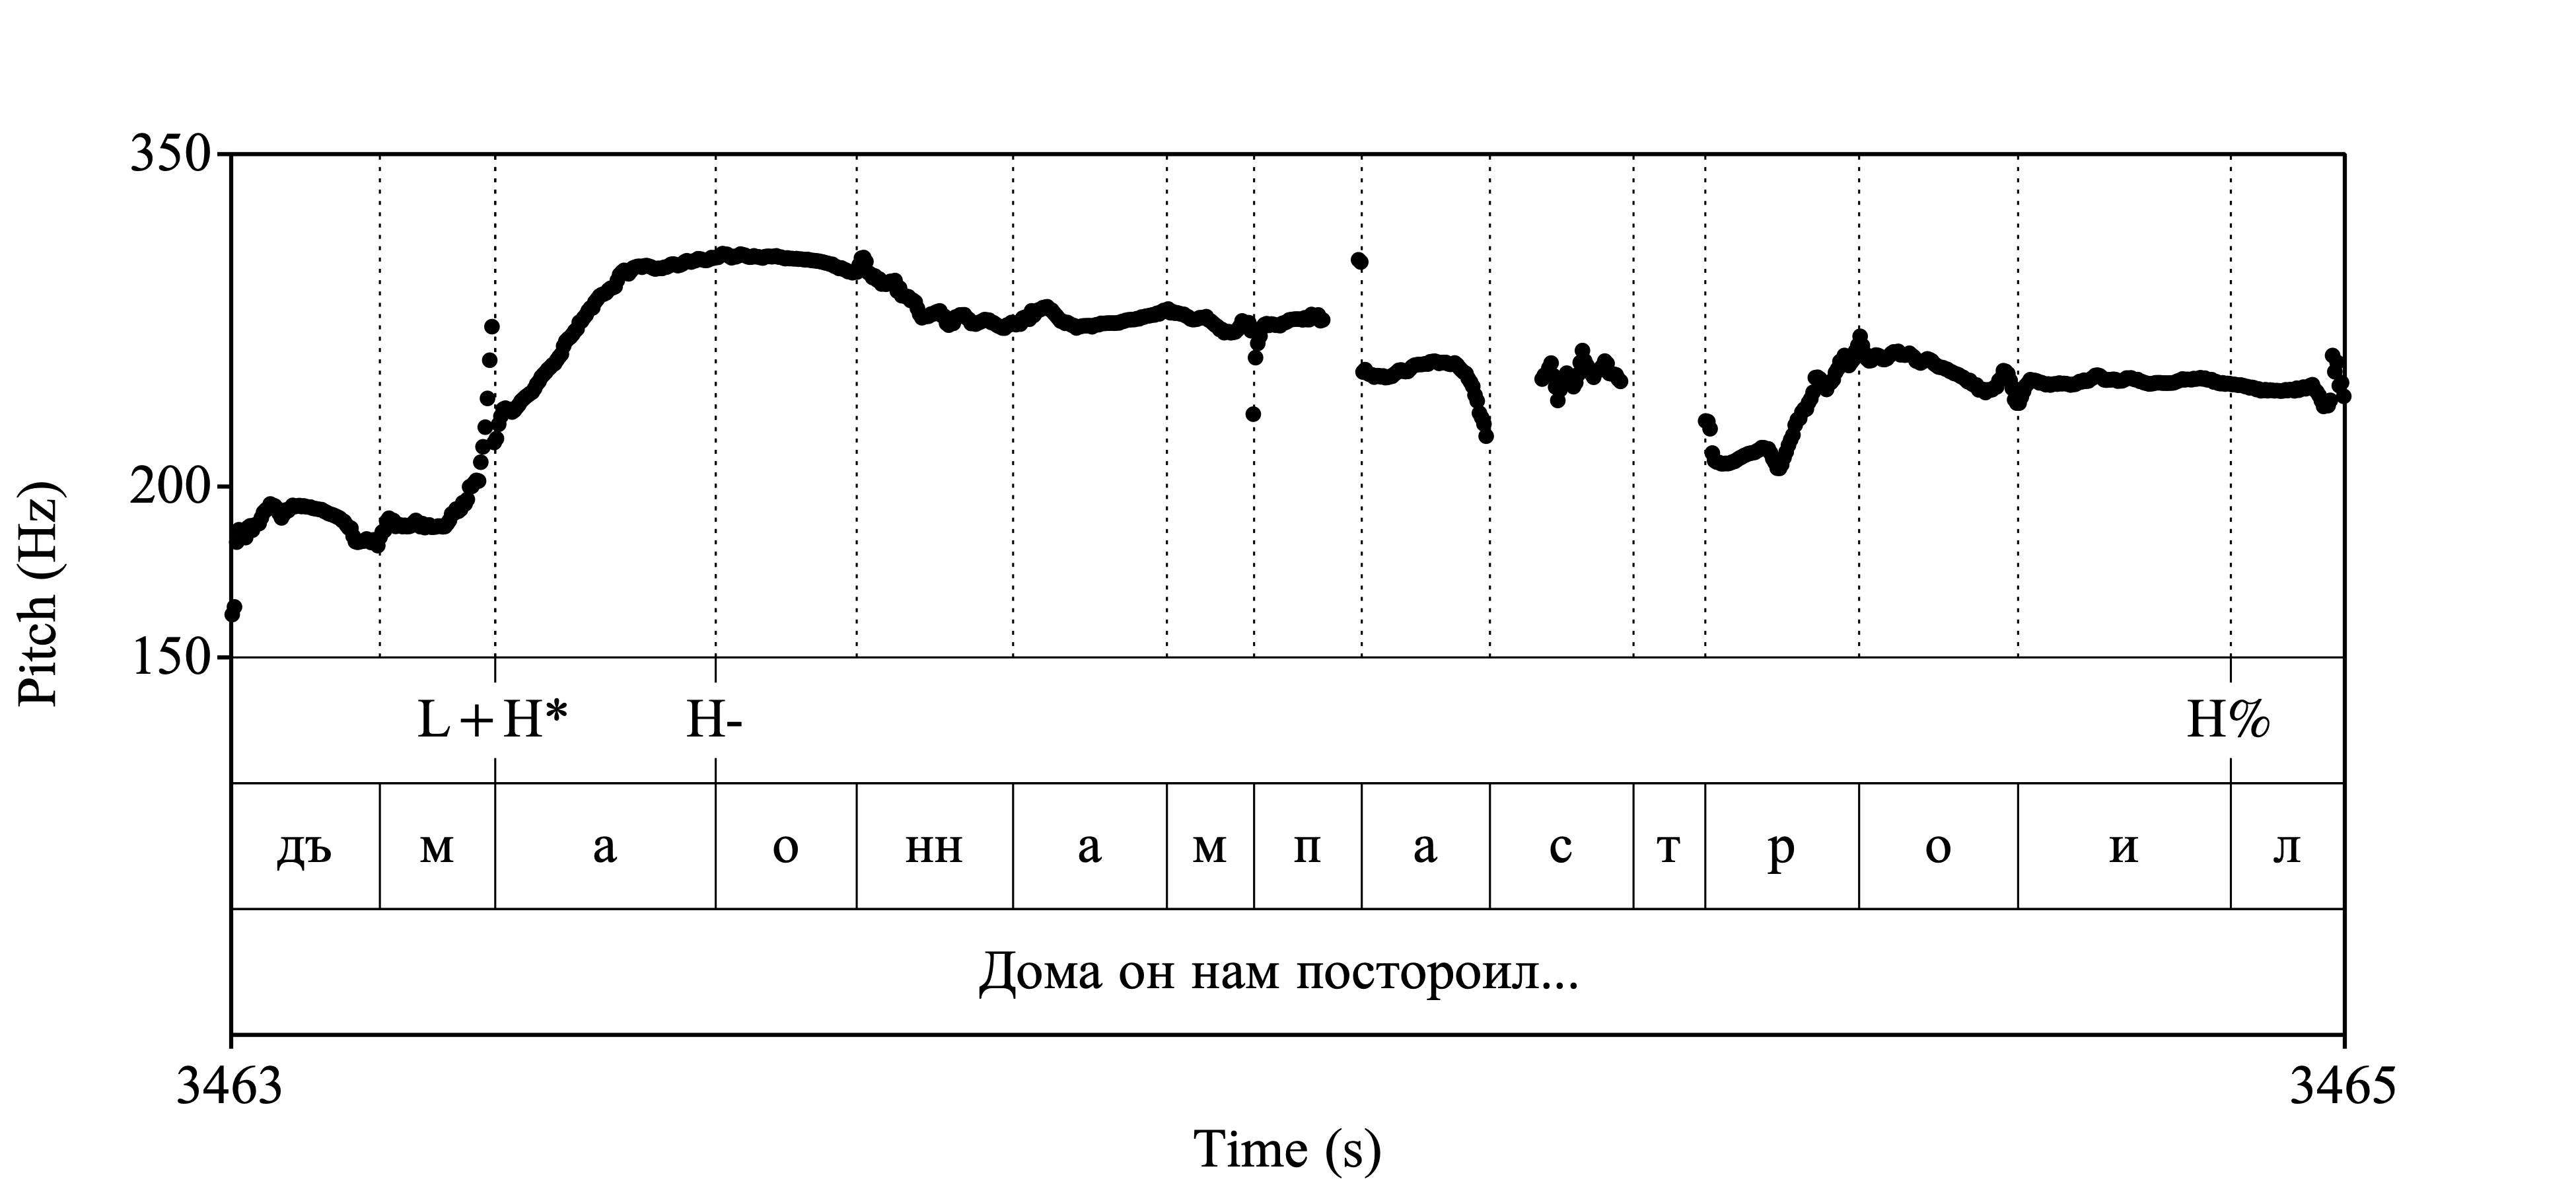 350
200
150
Pitch (Hz)
L+H* H- H%
дъ м а о нн а м п а с т р о и л
Дома он нам постороил...
3463 3465
Time (s)